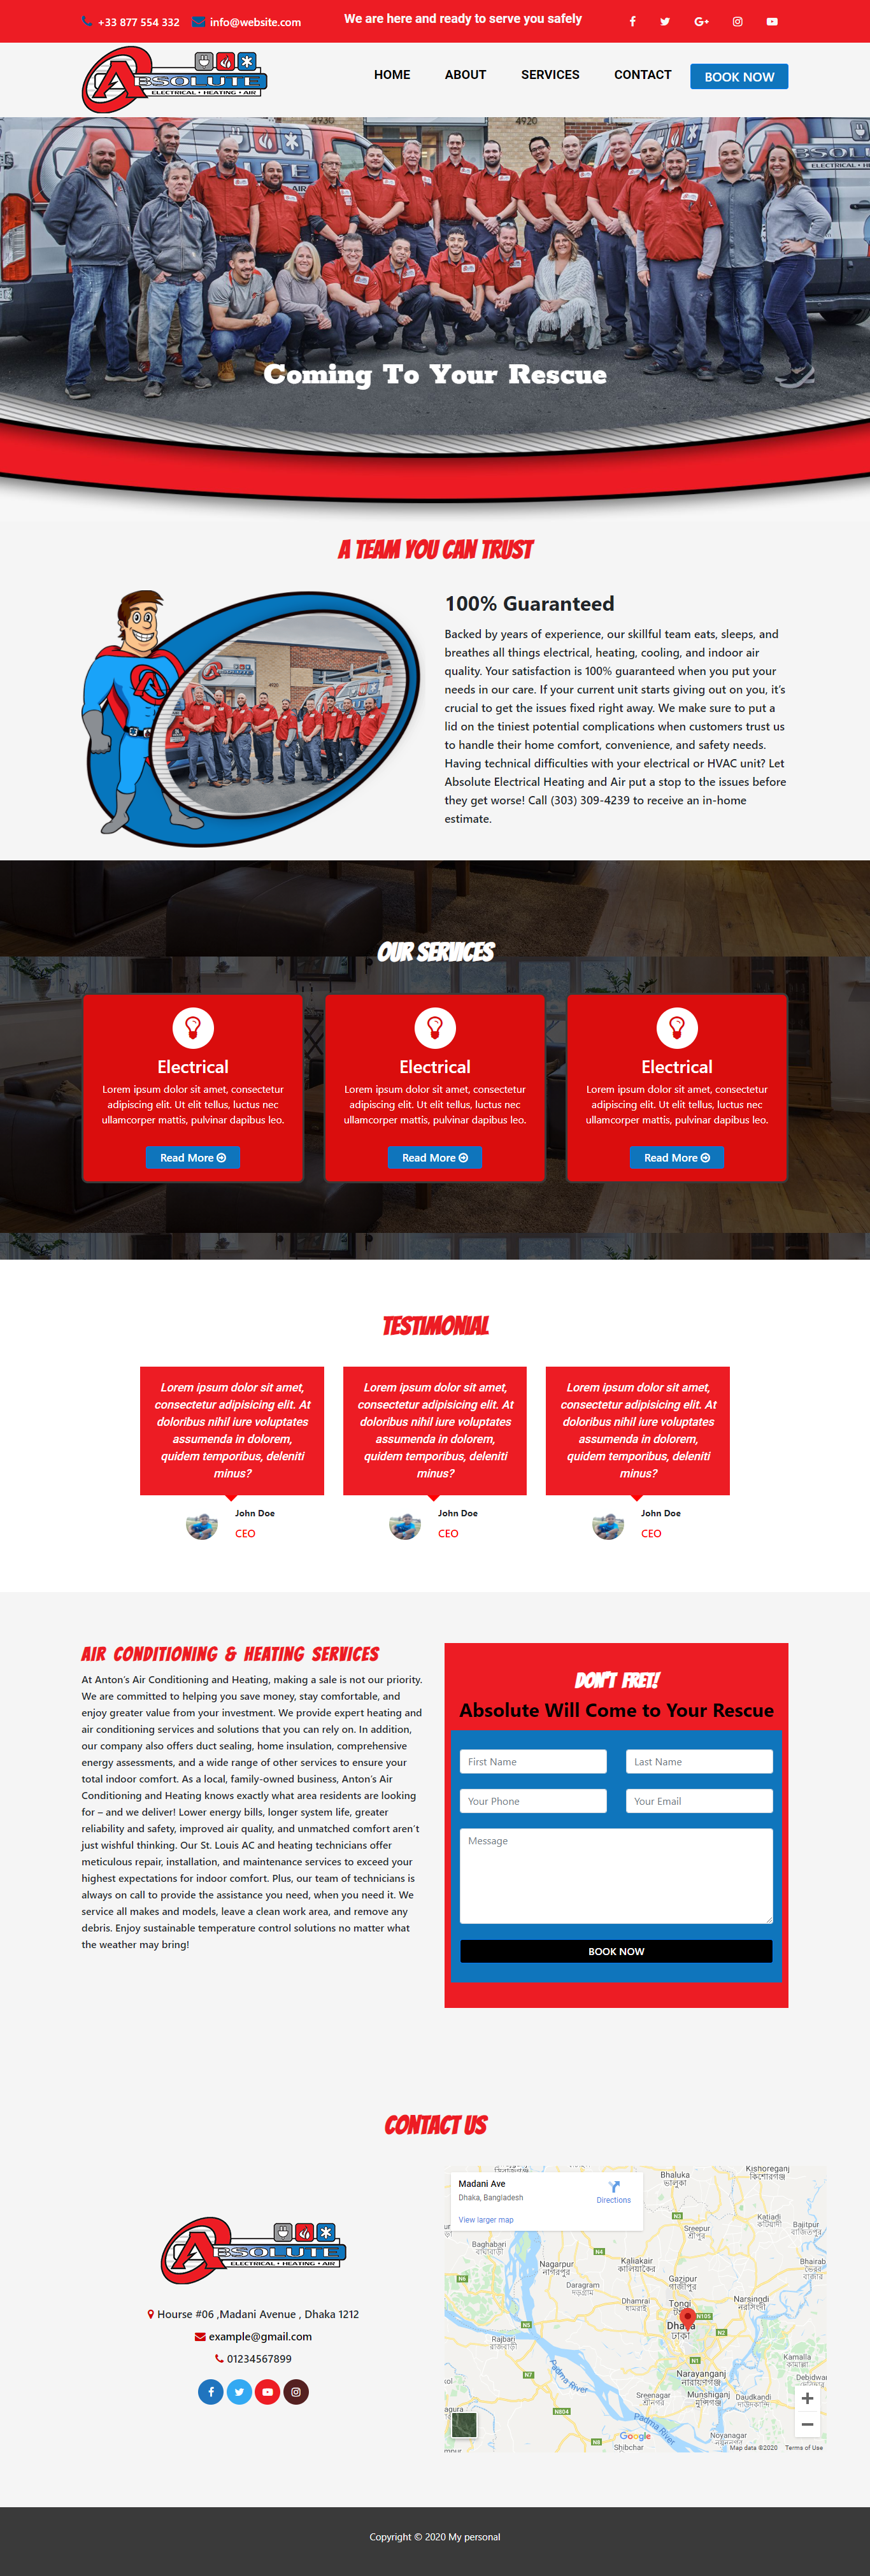 +33 877 554 332 info@website.com We are here and ready to serve you safely
ABSOLUTE
ELECTRICAL • HEATING • AIR
HOME ABOUT SERVICES CONTACT BOOK NOW
4930 4920
Coming To Your Rescue
A TEAM YOU CAN TRUST
4920
100% Guaranteed
Backed by years of experience, our skillful team eats, sleeps, and
breathes all things electrical, heating, cooling, and indoor air
quality. Your satisfaction is 100% guaranteed when you put your
needs in our care. If your current unit starts giving out on you, it's
crucial to get the issues fixed right away. We make sure to put a
lid on the tiniest potential complications when customers trust us
to handle their home comfort, convenience, and safety needs.
Having technical difficulties with your electrical or HVAC unit? Let
Absolute Electrical Heating and Air put a stop to the issues before
they get worse! Call (303) 309-4239 to receive an in-home
estimate.
OUR SERVICES
Electrical
Lorem ipsum dolor sit amet, consectetur
adipiscing elit. Ut elit tellus, luctus nec
ullamcorper mattis, pulvinar dapibus leo.
Read More
Electrical
Lorem ipsum dolor sit amet, consectetur
adipiscing elit. Ut elit tellus, luctus nec
ullamcorper mattis, pulvinar dapibus leo.
Read More
Electrical
Lorem ipsum dolor sit amet, consectetur
adipiscing elit. Ut elit tellus, luctus nec
ullamcorper mattis, pulvinar dapibus leo.
Read More
TESTIMONIAL
Lorem ipsum dolor sit amet,
consectetur adipisicing elit. At
doloribus nihil iure voluptates
assumenda in dolorem,
quidem temporibus, deleniti
minus?
John Doe
CEO
Lorem ipsum dolor sit amet,
consectetur adipisicing elit. At
doloribus nihil iure voluptates
assumenda in dolorem,
quidem temporibus, deleniti
minus?
John Doe
CEO
Lorem ipsum dolor sit amet,
consectetur adipisicing elit. At
doloribus nihil iure voluptates
assumenda in dolorem,
quidem temporibus, deleniti
minus?
John Doe
CEO
AIR CONDITIONING & HEATING SERVICES
At Anton's Air Conditioning and Heating, making a sale is not our priority.
We are committed to helping you save money, stay comfortable, and
enjoy greater value from your investment. We provide expert heating and
air conditioning services and solutions that you can rely on. In addition,
our company also offers duct sealing, home insulation, comprehensive
energy assessments, and a wide range of other services to ensure your
total indoor comfort. As a local, family-owned business, Anton's Air
Conditioning and Heating knows exactly what area residents are looking
for – and we deliver! Lower energy bills, longer system life, greater
reliability and safety, improved air quality, and unmatched comfort aren't
just wishful thinking. Our St. Louis AC and heating technicians offer
meticulous repair, installation, and maintenance services to exceed your
highest expectations for indoor comfort. Plus, our team of technicians is
always on call to provide the assistance you need, when you need it. We
service all makes and models, leave a clean work area, and remove any
debris. Enjoy sustainable temperature control solutions no matter what
the weather may bring!
DON'T FRET!
Absolute Will Come to Your Rescue
First Name Last Name
Your Phone Your Email
Message
BOOK NOW
CONTACT US
ABSOLUTE
ELECTRICAL • HEATING • AIR
Hourse #06 ,Madani Avenue , Dhaka 1212
example@gmail.com
01234567899
Madani Ave
Dhaka, Bangladesh
View larger map
Directions
Bhaluka
ভালুকা
Kishoreganj
কিশোরগঞ্জ
N3
Sreepur
শ্রীপুর
Katiadi
কটিয়াদী
Bajitpur
Baghabari
N4
Kaliakair
কালিয়াকৈর
Bhairab
Nagarpur
নাগরপুর
N6
Daragram
Gazipur
গাজীপুর
Dhamrai
ধামরাই
Tongi
টঙ্গী
Narsindi
নরসিংদী
N105
N5
Dhaka
ঢাকা
N2
Rajbari
রাজবাড়ী
N1
Kamalla
N7
Padma River
Narayanganj
নারায়ণগঞ্জ
Debidwar
Sreenagar
শ্রীনগর
Munshiganj
মুন্সিগঞ্জ
Daudkandi
দাউদকান্দি
N804
Padma River
Noyanagar
Google
N8
Shibchar
Map data ©2020 Terms of Use
Copyright © 2020 My personal